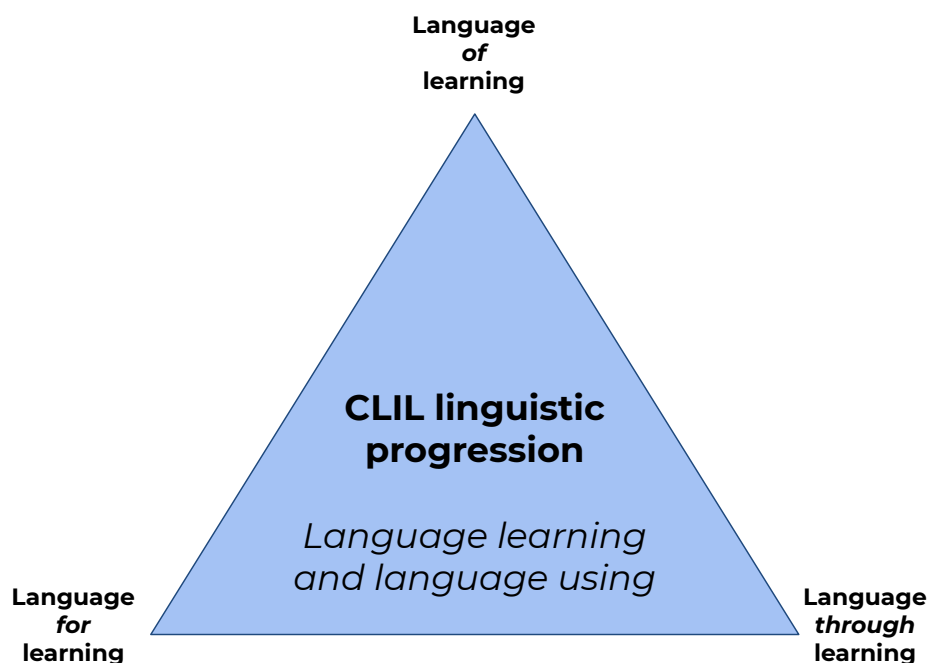 Language
of
learning
CLIL linguistic
progression
Language learning
and language using
Language
for
learning
Language
through
learning